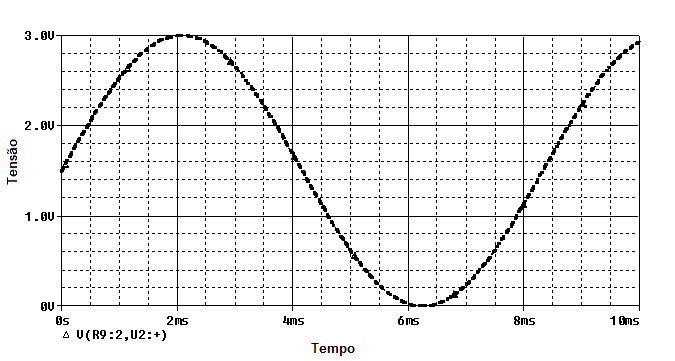 3.0V
2.0V
Tensão
1.0V
0V
0s 2ms 4ms 6ms 8ms 10ms
△ V(R9:2,U2:+)
Tempo